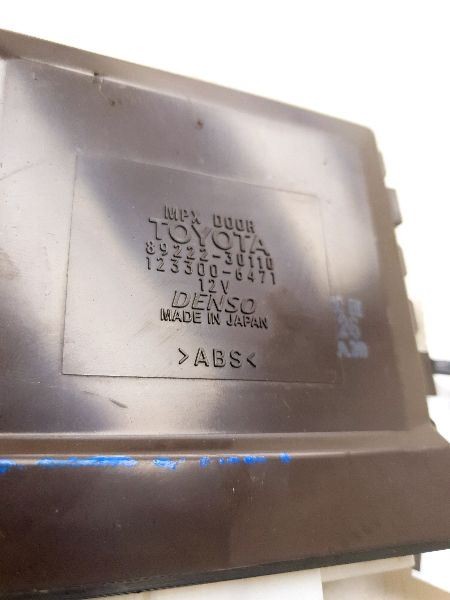 MPX DOOR
TOYOTA
89222-30110
123300-6471
12V
DENSO
MADE IN JAPAN
>ABS<